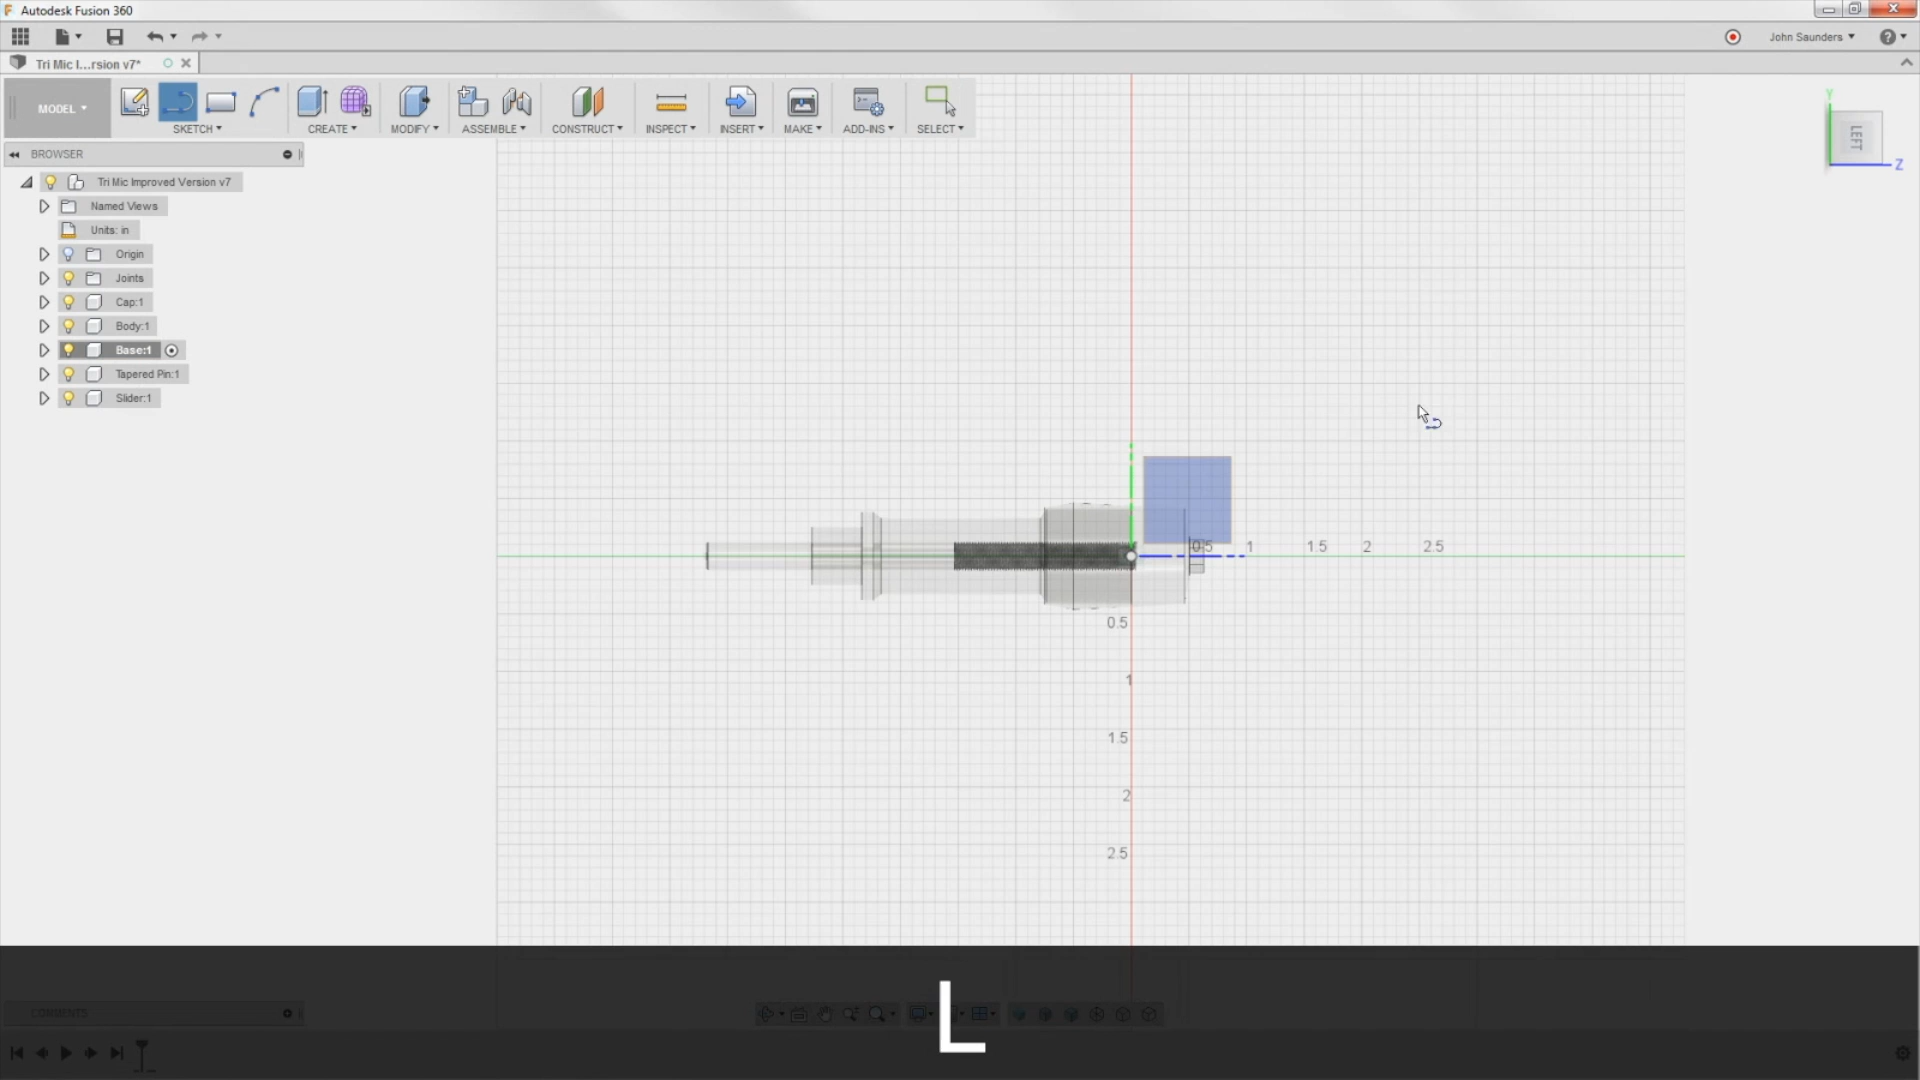 Autodesk Fusion 360
John Saunders
Tri Mic I...rsion v7*
MODEL
SKETCH
CREATE
MODIFY
ASSEMBLE
CONSTRUCT
INSPECT
INSERT
MAKE
ADD-INS
SELECT
Y
LEFT
Z
BROWSER
Tri Mic Improved Version v7
Named Views
Units: in
Origin
Joints
Cap:1
Body:1
Base:1
Tapered Pin:1
Slider:1
0.5 1 1.5 2 2.5
0.5
1
1.5
2
2.5
COMMENTS
L